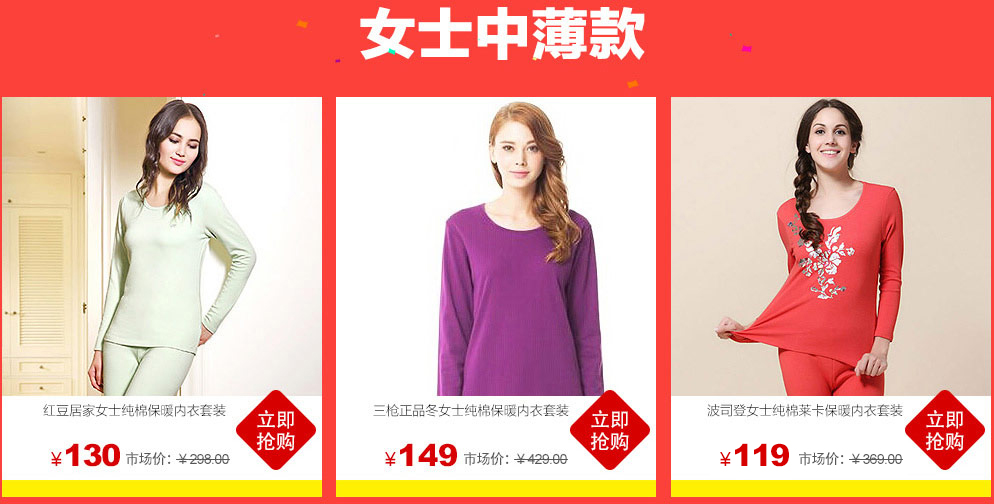 女士中薄款
红豆居家女士纯棉保暖内衣套装
立即
抢购
¥130 市场价：¥298.00
三枪正品冬女士纯棉保暖内衣套装
立即
抢购
¥149 市场价：¥429.00
波司登女士纯棉莱卡保暖内衣套装
立即
抢购
¥119 市场价：¥369.00